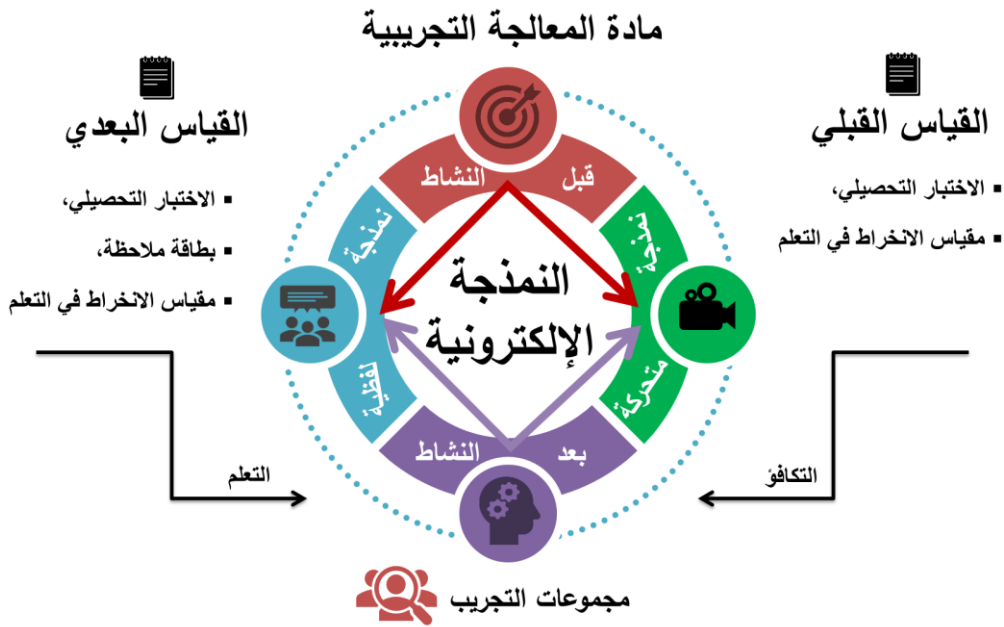 مادة المعالجة التجريبية
القياس القبلي
▪ الاختبار التحصيلي،
▪ مقياس الانخراط في التعلم
التكافؤ
القياس البعدي
▪ الاختبار التحصيلي،
▪ بطاقة ملاحظة،
▪ مقياس الانخراط في التعلم
التعلم
قبل النشاط
نمذجة متحركة
نمذجة لفظية
بعد النشاط
النمذجة
الإلكترونية
مجموعات التجريب